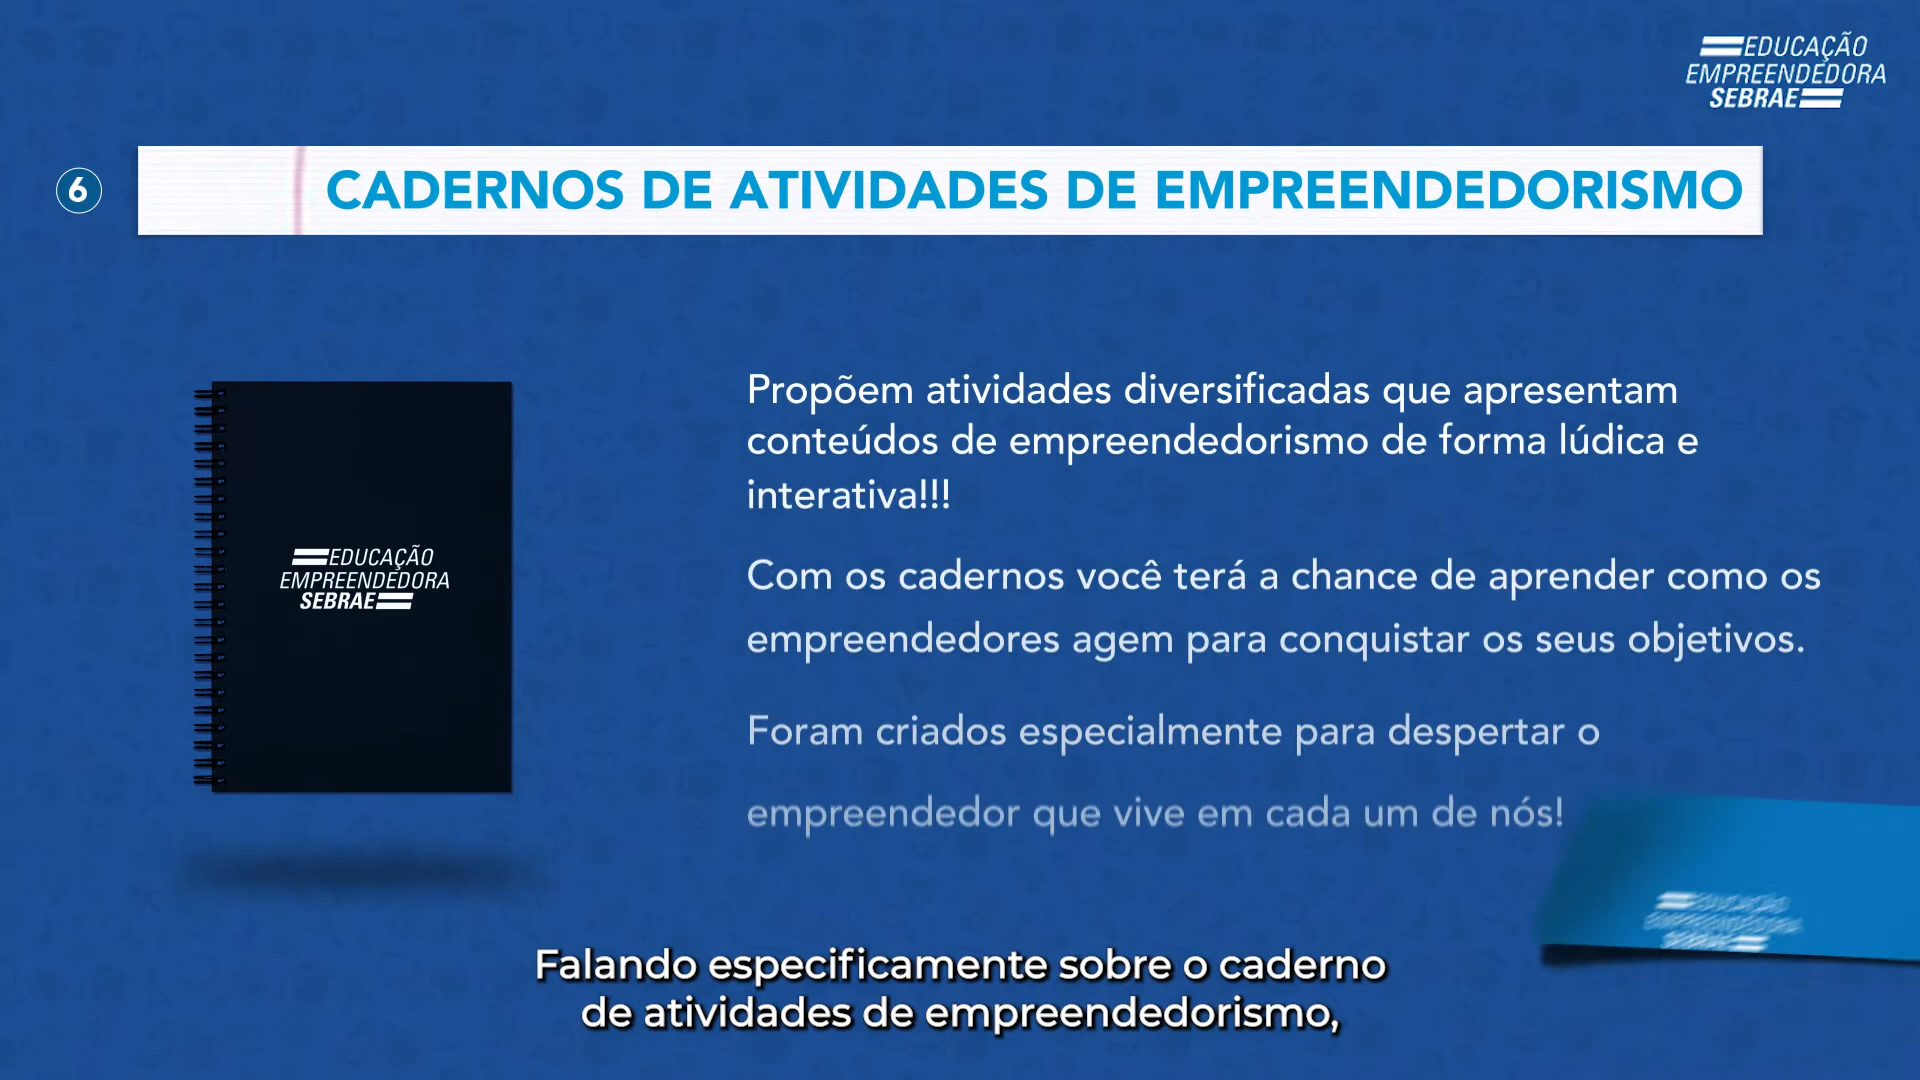 EDUCAÇÃO
EMPREENDEDORA
SEBRAE
6
CADERNOS DE ATIVIDADES DE EMPREENDEDORISMO
Propõem atividades diversificadas que apresentam
conteúdos de empreendedorismo de forma lúdica e
interativa!!!
Com os cadernos você terá a chance de aprender como os
empreendedores agem para conquistar os seus objetivos.
Foram criados especialmente para despertar o
empreendedor que vive em cada um de nós!
EDUCAÇÃO
EMPREENDEDORA
SEBRAE
EDUCAÇÃO
EMPREENDEDORA
SEBRAE
Falando especificamente sobre o caderno
de atividades de empreendedorismo,